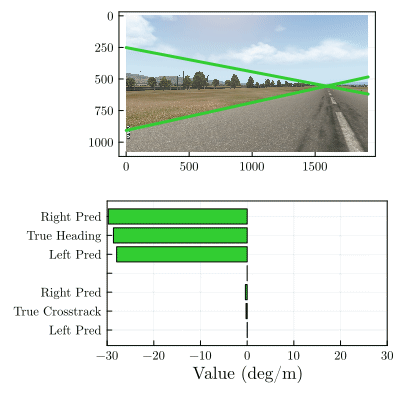 0
250
500
750
1000
0 500 1000 1500
Right Pred
True Heading
Left Pred
Right Pred
True Crosstrack
Left Pred
−30 −20 −10 0 10 20 30
Value (deg/m)